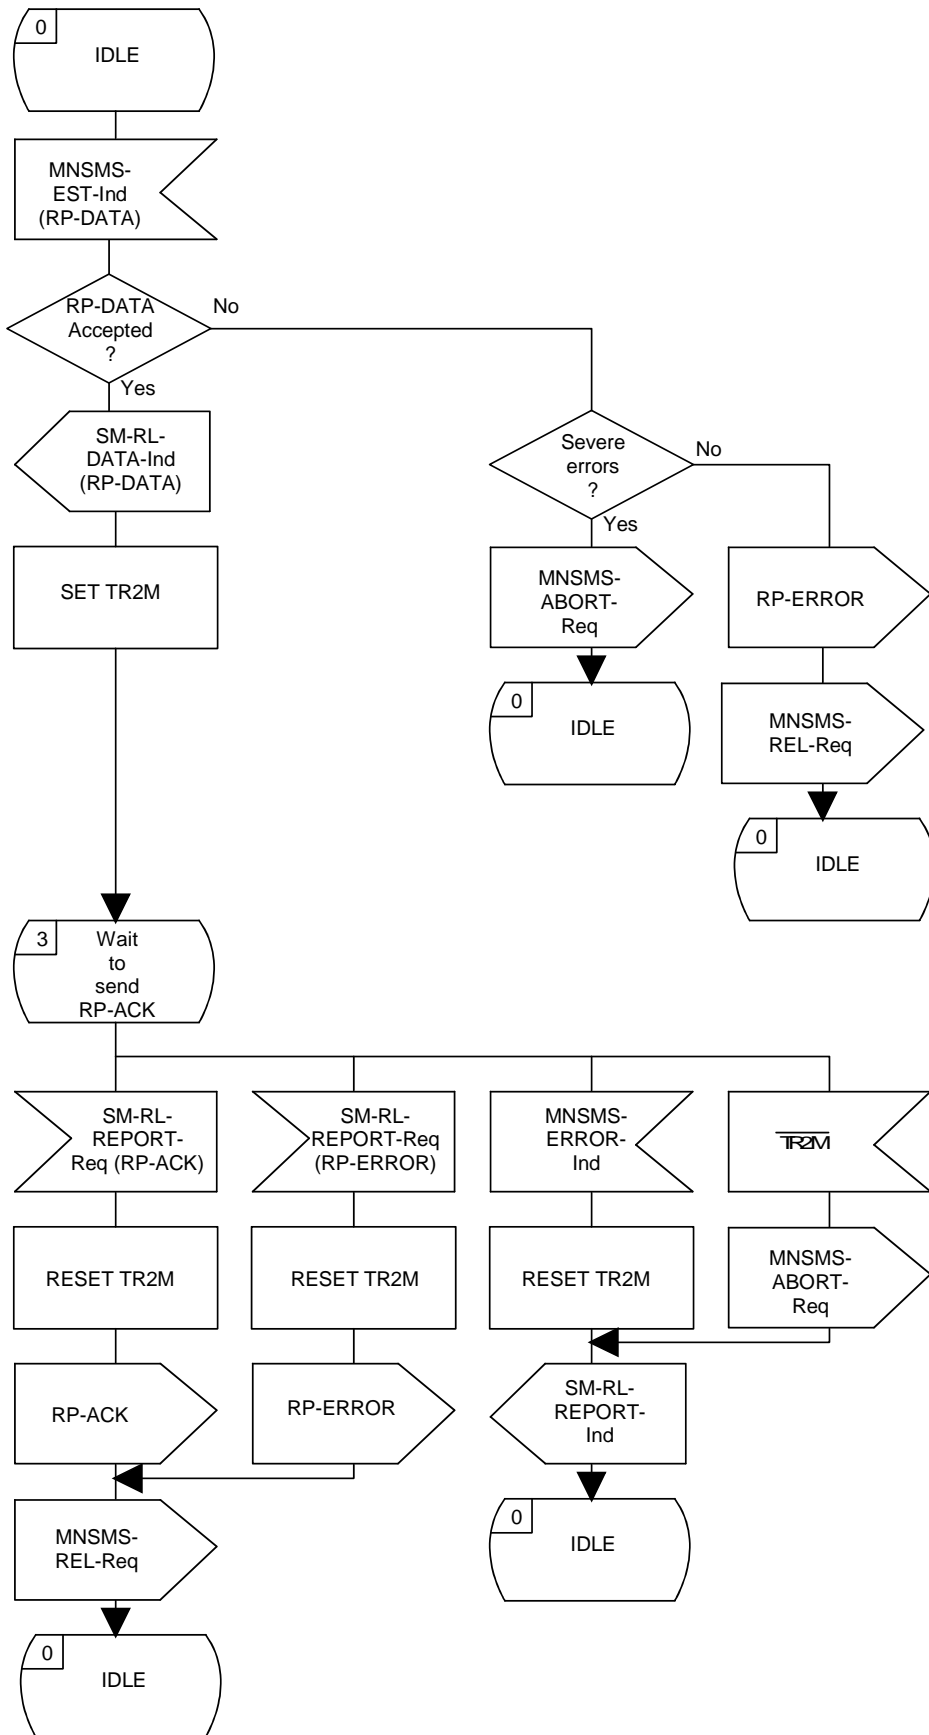 0
IDLE
MNSMS-
EST-Ind
(RP-DATA)
RP-DATA
Accepted
?
No
Yes
SM-RL-
DATA-Ind
(RP-DATA)
Severe
errors
?
No
Yes
SET TR2M
MNSMS-
ABORT-
Req
RP-ERROR
0
IDLE
MNSMS-
REL-Req
0
IDLE
3
Wait
to
send
RP-ACK
SM-RL-
REPORT-
Req (RP-ACK)
SM-RL-
REPORT-Req
(RP-ERROR)
MNSMS-
ERROR-
Ind
TR2M
RESET TR2M
RESET TR2M
RESET TR2M
MNSMS-
ABORT-
Req
RP-ACK
RP-ERROR
SM-RL-
REPORT-
Ind
MNSMS-
REL-Req
0
IDLE
0
IDLE